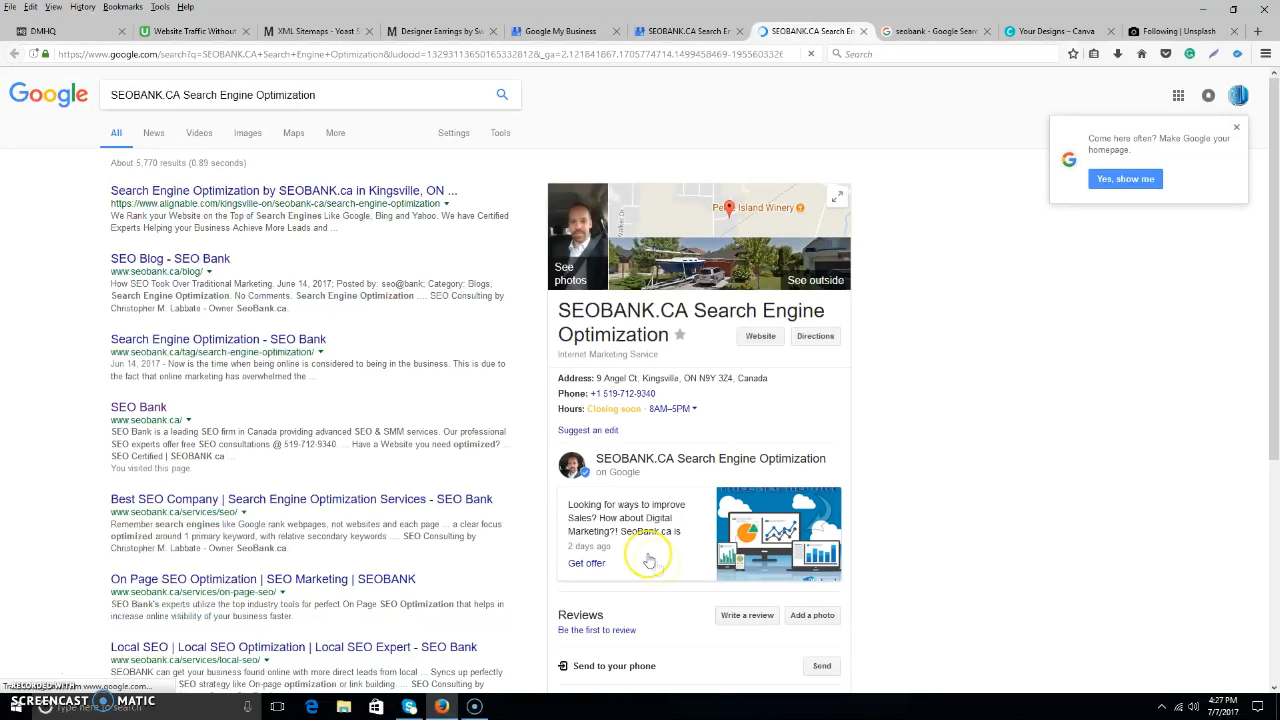 File Edit View History Bookmarks Tools Help
DMHQ
Website Traffic
XML Sitemaps - Yoast
Designer Earnings by Se
Google My Business
SEOBANK.CA Search En
SEOBANK.CA Search En
seobank - Google Sear
Your Designs – Canva
Following | Unsplash
https://www.google.com/search?q=SEOBANK.CA+Search+Engine+Optimization&ludocid=13293113650165332812&_ga=2.121841867.17057747
Search
Google
SEOBANK.CA Search Engine Optimization
All News Videos Images Maps More Settings Tools
Come here often? Make Google your
homepage.
Yes, show me
About 5,770 results (0.89 seconds)
Search Engine Optimization by SEOBANK.ca in Kingsville, ON ...
https://www.alignable.com/kingsville-on/seobank-ca/search-engine-optimization
We Rank your Website on the Top of Search Engines Like Google, Bing and Yahoo. We have Certified
Experts Helping your Business Achieve More Leads and ...
SEO Blog - SEO Bank
www.seobank.ca/blog/
How SEO Took Over Traditional Marketing. June 14, 2017; Posted by: seo@bank; Category: Blogs,
Search Engine Optimization. No Comments. Search Engine Optimization .... SEO Consulting by
Christopher M. Labbate - Owner SeoBank.ca.
Search Engine Optimization - SEO Bank
www.seobank.ca/tag/search-engine-optimization/
Jun 14, 2017 - Now is the time when being online is considered to being in the business. This is due to
the fact that online marketing has overwhelmed the ...
SEO Bank
www.seobank.ca/
SEO Bank is a leading SEO firm in Canada providing advanced SEO & SMM services. Our professional
SEO experts offer free SEO consultations @ 519-712-9340. ... Have a Website you need optimized? ...
SEO Certified | SEOBANK.ca ...
You visited this page.
Best SEO Company | Search Engine Optimization Services - SEO Bank
www.seobank.ca/services/seo/
Remember search engines like Google rank webpages, not websites and each page ... a clear focus
optimized around 1 primary keyword, with relative secondary keywords .... SEO Consulting by
Christopher M. Labbate - Owner SeoBank.ca.
On Page SEO Optimization | SEO Marketing | SEOBANK
www.seobank.ca/services/on-page-seo/
SEO Bank's experts utilize the top industry tools for perfect On Page SEO Optimization that helps in
increase online visibility of your business faster.
Local SEO | Local SEO Optimization | Local SEO Expert - SEO Bank
www.seobank.ca/services/local-seo/
SEOBANK can get your business found online with more direct leads from local ... Sycns up perfectly
SEO strategy like On-page optimization or link building. ... CALL SEO NOW. SEO Consulting by
Walker Dr
Island Winery
See
photos
See outside
SEOBANK.CA Search Engine
Optimization
Website
Directions
Internet Marketing Service
Address: 9 Angel Ct, Kingsville, ON N9Y 3Z4, Canada
Phone: +1 519-712-9340
Hours: Closing soon · 8AM–5PM
Suggest an edit
SEOBANK.CA Search Engine Optimization
on Google
Looking for ways to improve
Sales? How about Digital
Marketing?! SeoBank.ca is
2 days ago
Get offer
Reviews
Write a review
Add a photo
Be the first to review
Send to your phone
Send
www.google.com...
RECORDED WITH
SCREENCAST MATIC
4:27 PM
7/7/2017